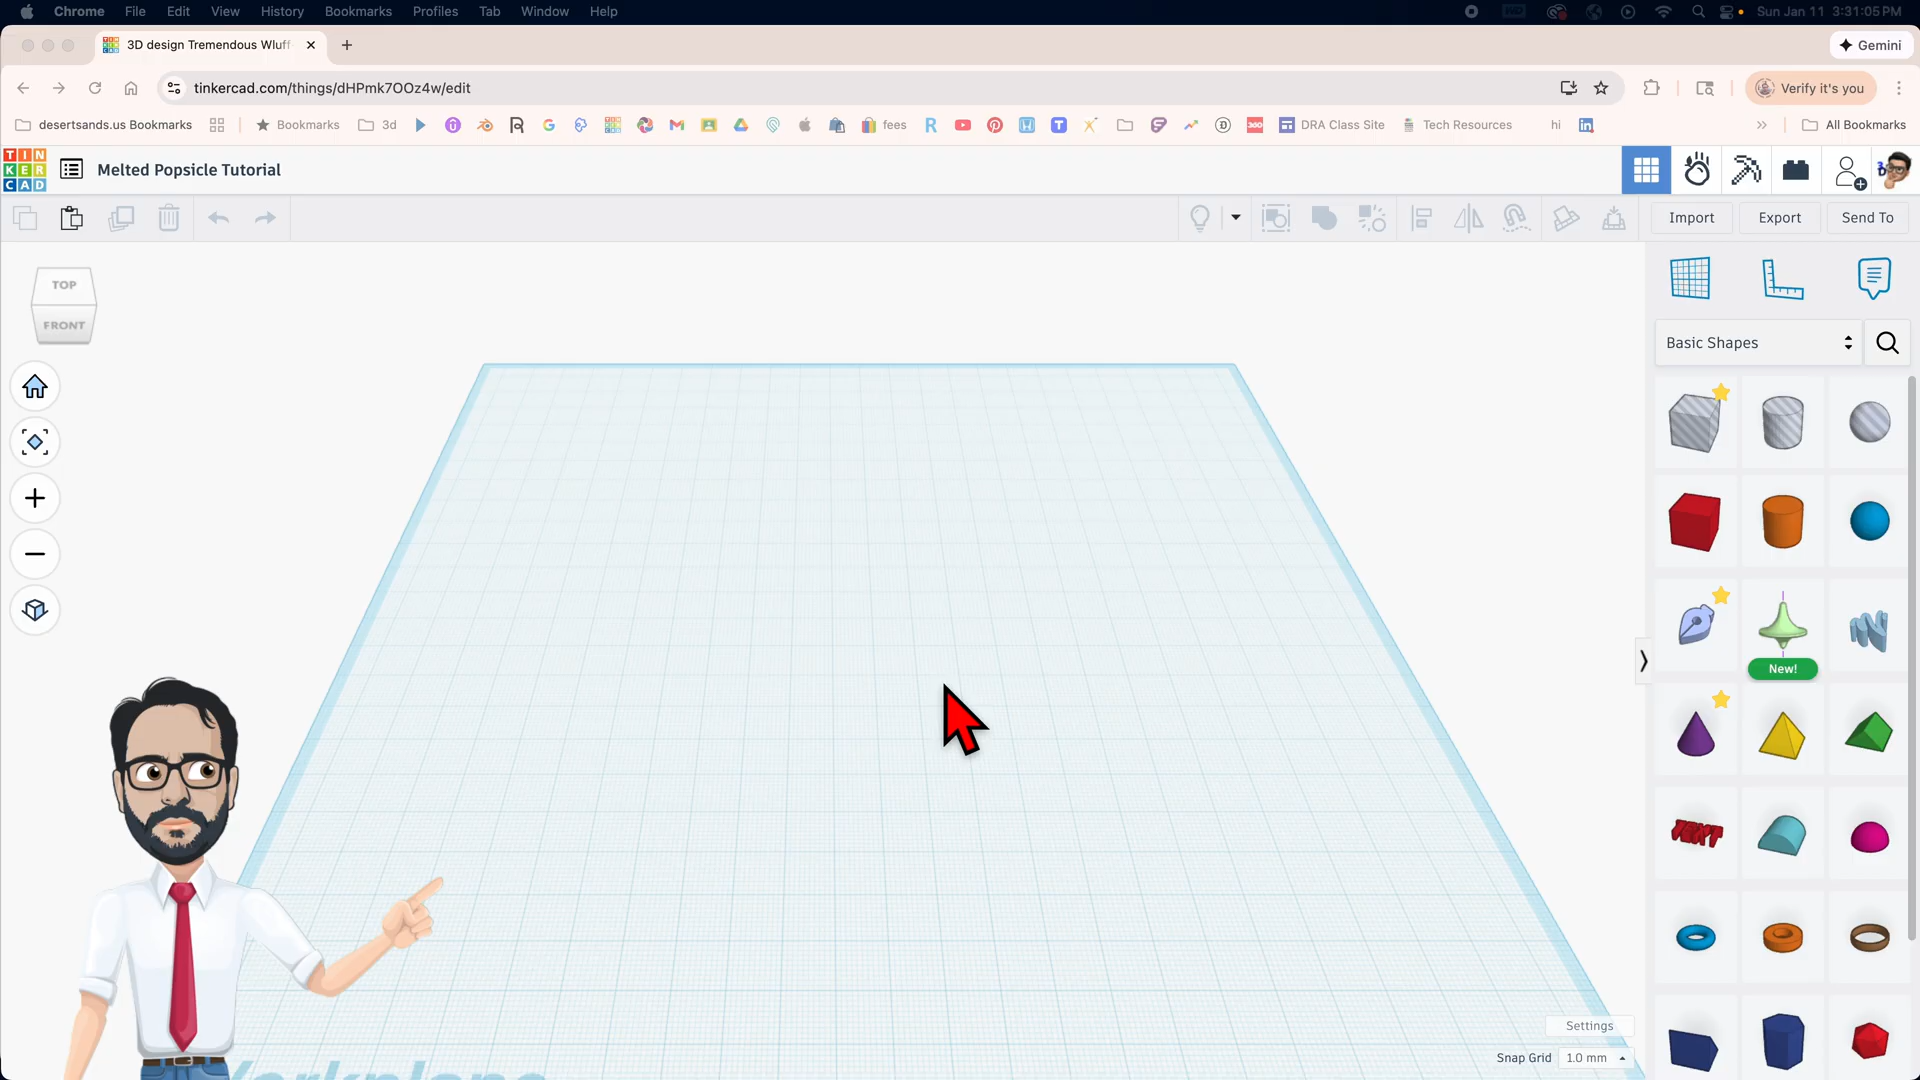 Chrome File Edit View History Bookmarks Profiles Tab Window Help
Sun Jan 11 3:31:05 PM
3D design Tremendous Wluff
Gemini
tinkercad.com/things/dHPmk7OOz4w/edit
Verify it's you
desertsands.us Bookmarks
Bookmarks
3d
fees
DRA Class Site
Tech Resources
hi
All Bookmarks
TIN
KER
CAD
Melted Popsicle Tutorial
Import
Export
Send To
TOP
FRONT
Basic Shapes
New!
TEXT
Settings
Snap Grid 1.0 mm
Workplane